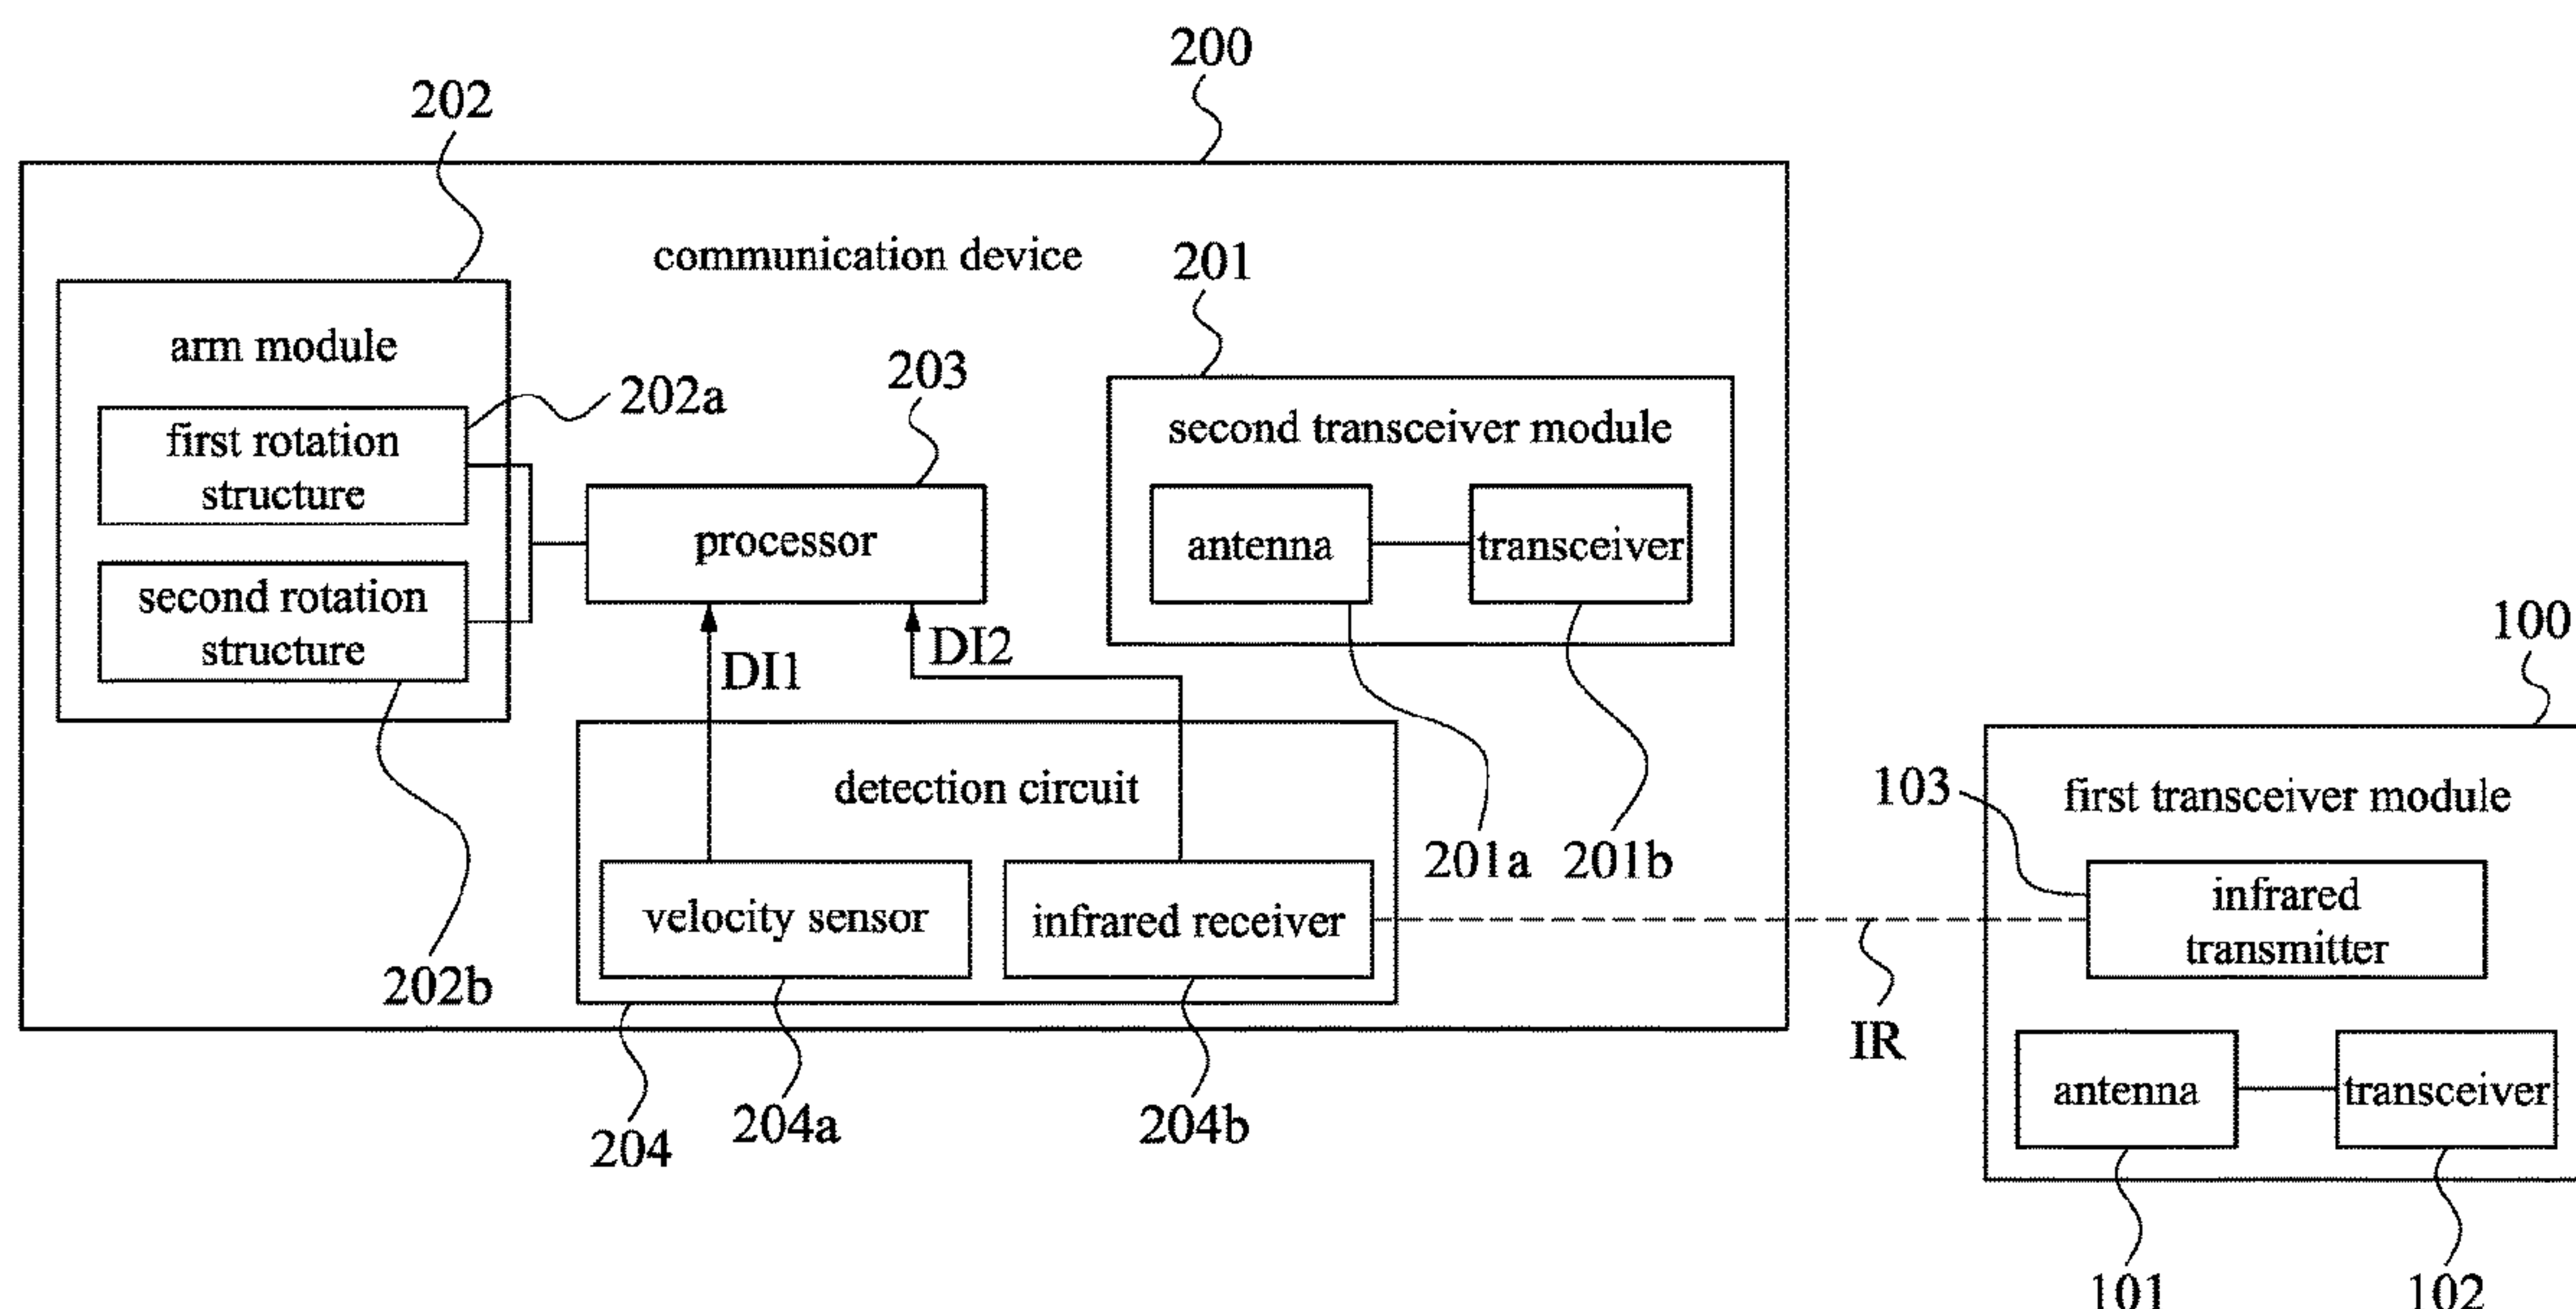 200
202
communication device
201
arm module
203
202a
first rotation
structure
second transceiver module
processor
antenna
transceiver
second rotation
structure
DI1
DI2
100
detection circuit
103
first transceiver module
201a
201b
velocity sensor
infrared receiver
infrared
transmitter
202b
IR
antenna
transceiver
204
204a
204b
101
102